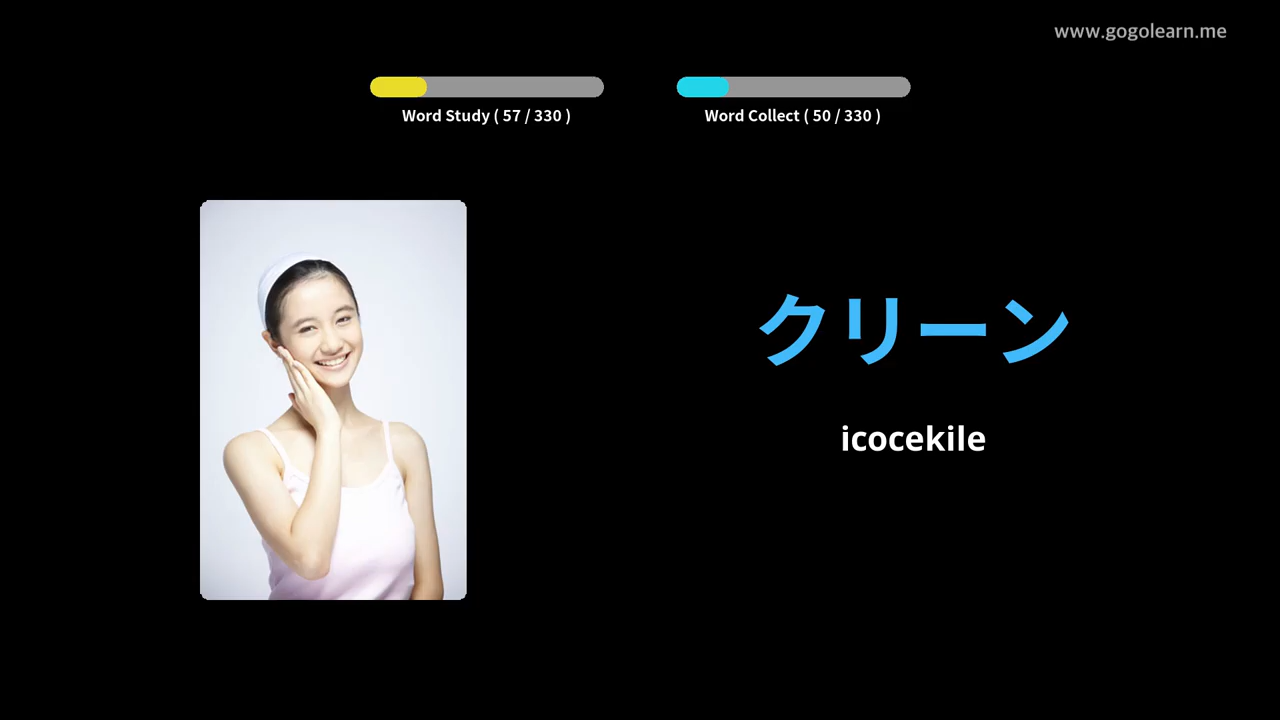 www.gogolearn.me
Word Study ( 57 / 330 )
Word Collect ( 50 / 330 )
クリーン
icocekile